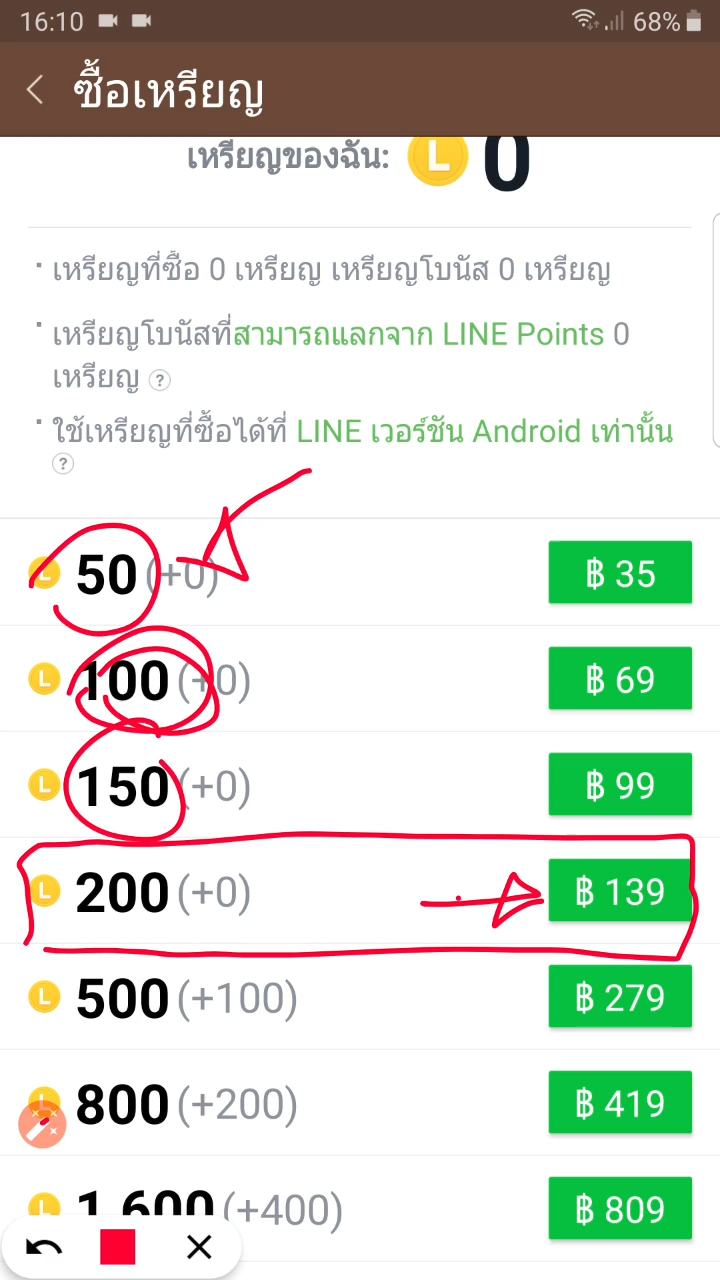 16:10 68%
ซื้อเหรียญ
เหรียญของฉัน: L 0
· เหรียญที่ซื้อ 0 เหรียญ เหรียญโบนัส 0 เหรียญ
· เหรียญโบนัสที่สามารถแลกจาก LINE Points 0
เหรียญ ?
· ใช้เหรียญที่ซื้อได้ที่ LINE เวอร์ชัน Android เท่านั้น
?
L 50 (+0) ฿ 35
L 100 (+0) ฿ 69
L 150 (+0) ฿ 99
L 200 (+0) ฿ 139
L 500 (+100) ฿ 279
L 800 (+200) ฿ 419
L 1,600 (+400) ฿ 809